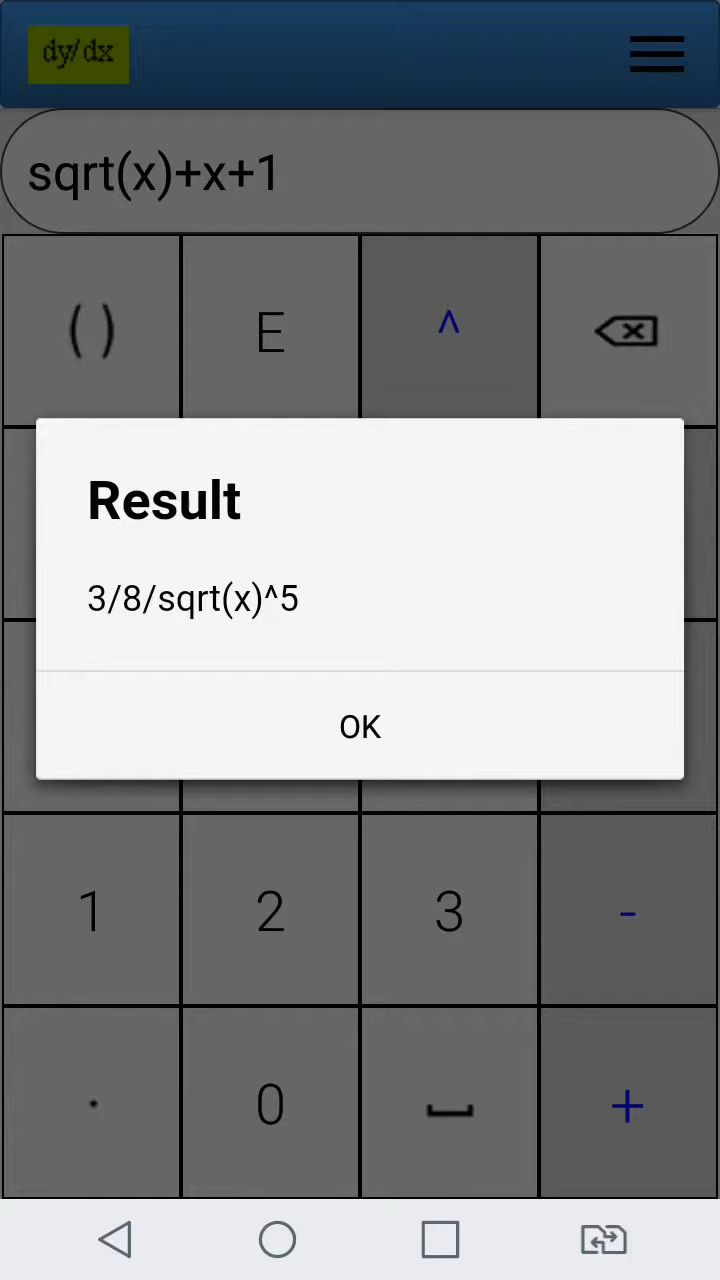 dy/dx
sqrt(x)+x+1
( ) E ^
Result
3/8/sqrt(x)^5
OK
1 2 3 -
. 0 +